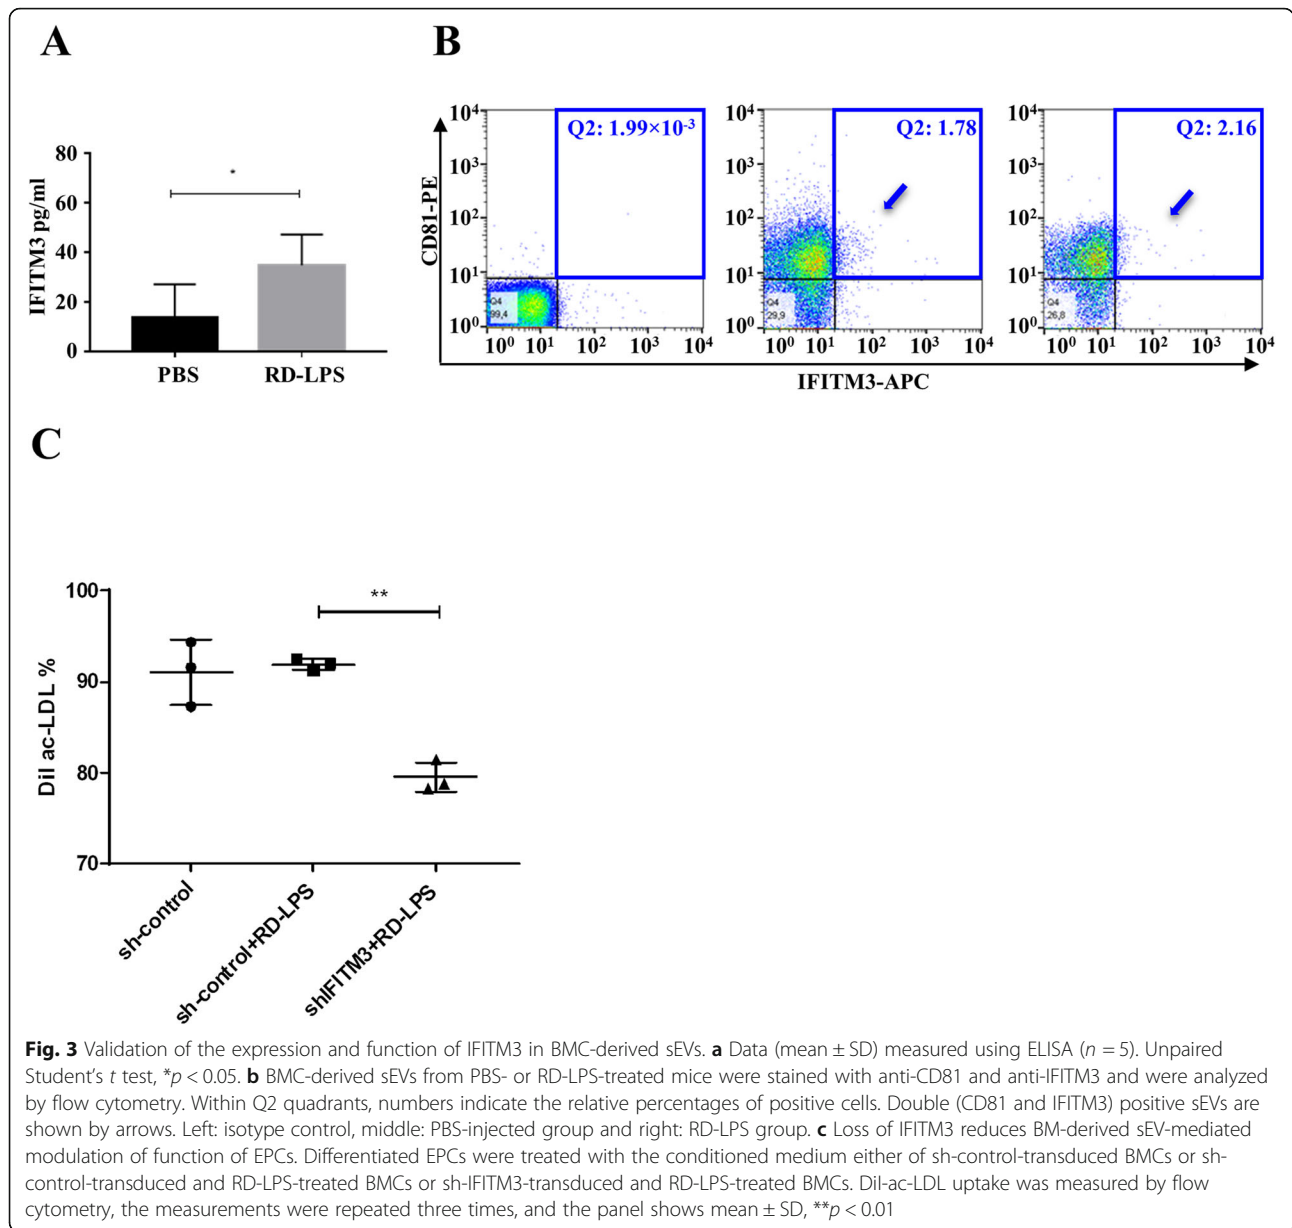 A
B
80
60
40
20
0
IFITM3 pg/ml
*
PBS
RD-LPS
CD81-PE
10⁴
10³
10²
10¹
10⁰
Q2: 1.99×10⁻³
Q4
99,4
10⁰ 10¹ 10² 10³ 10⁴
10⁴
10³
10²
10¹
10⁰
Q2: 1.78
Q4
29,9
10⁰ 10¹ 10² 10³ 10⁴
10⁴
10³
10²
10¹
10⁰
Q2: 2.16
Q4
26,8
10⁰ 10¹ 10² 10³ 10⁴
IFITM3-APC
C
100
90
80
70
Dil ac-LDL %
**
sh-control
sh-control+RD-LPS
shIFITM3+RD-LPS
Fig. 3 Validation of the expression and function of IFITM3 in BMC-derived sEVs. a Data (mean ± SD) measured using ELISA (n = 5). Unpaired
Student's t test, *p < 0.05. b BMC-derived sEVs from PBS- or RD-LPS-treated mice were stained with anti-CD81 and anti-IFITM3 and were analyzed
by flow cytometry. Within Q2 quadrants, numbers indicate the relative percentages of positive cells. Double (CD81 and IFITM3) positive sEVs are
shown by arrows. Left: isotype control, middle: PBS-injected group and right: RD-LPS group. c Loss of IFITM3 reduces BM-derived sEV-mediated
modulation of function of EPCs. Differentiated EPCs were treated with the conditioned medium either of sh-control-transduced BMCs or sh-
control-transduced and RD-LPS-treated BMCs or sh-IFITM3-transduced and RD-LPS-treated BMCs. Dil-ac-LDL uptake was measured by flow
cytometry, the measurements were repeated three times, and the panel shows mean ± SD, **p < 0.01